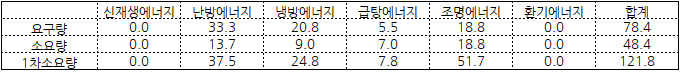 신재생에너지 난방에너지 냉방에너지 급탕에너지 조명에너지 환기에너지 합계
요구량 0.0 33.3 20.8 5.5 18.8 0.0 78.4
소요량 0.0 13.7 9.0 7.0 18.8 0.0 48.4
1차소요량 0.0 37.5 24.8 7.8 51.7 0.0 121.8